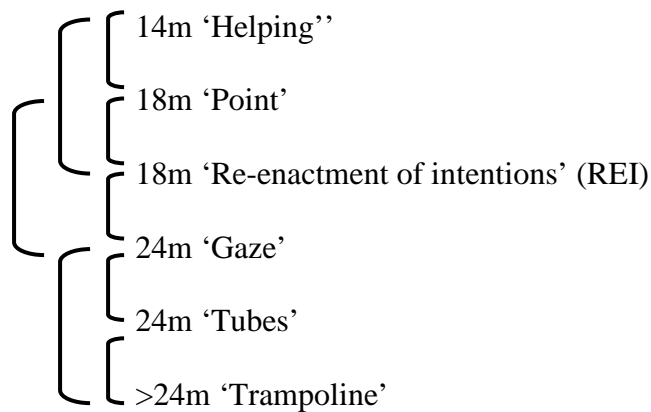 14m ‘Helping’’
18m ‘Point’
18m ‘Re-enactment of intentions’ (REI)
24m ‘Gaze’
24m ‘Tubes’
>24m ‘Trampoline’